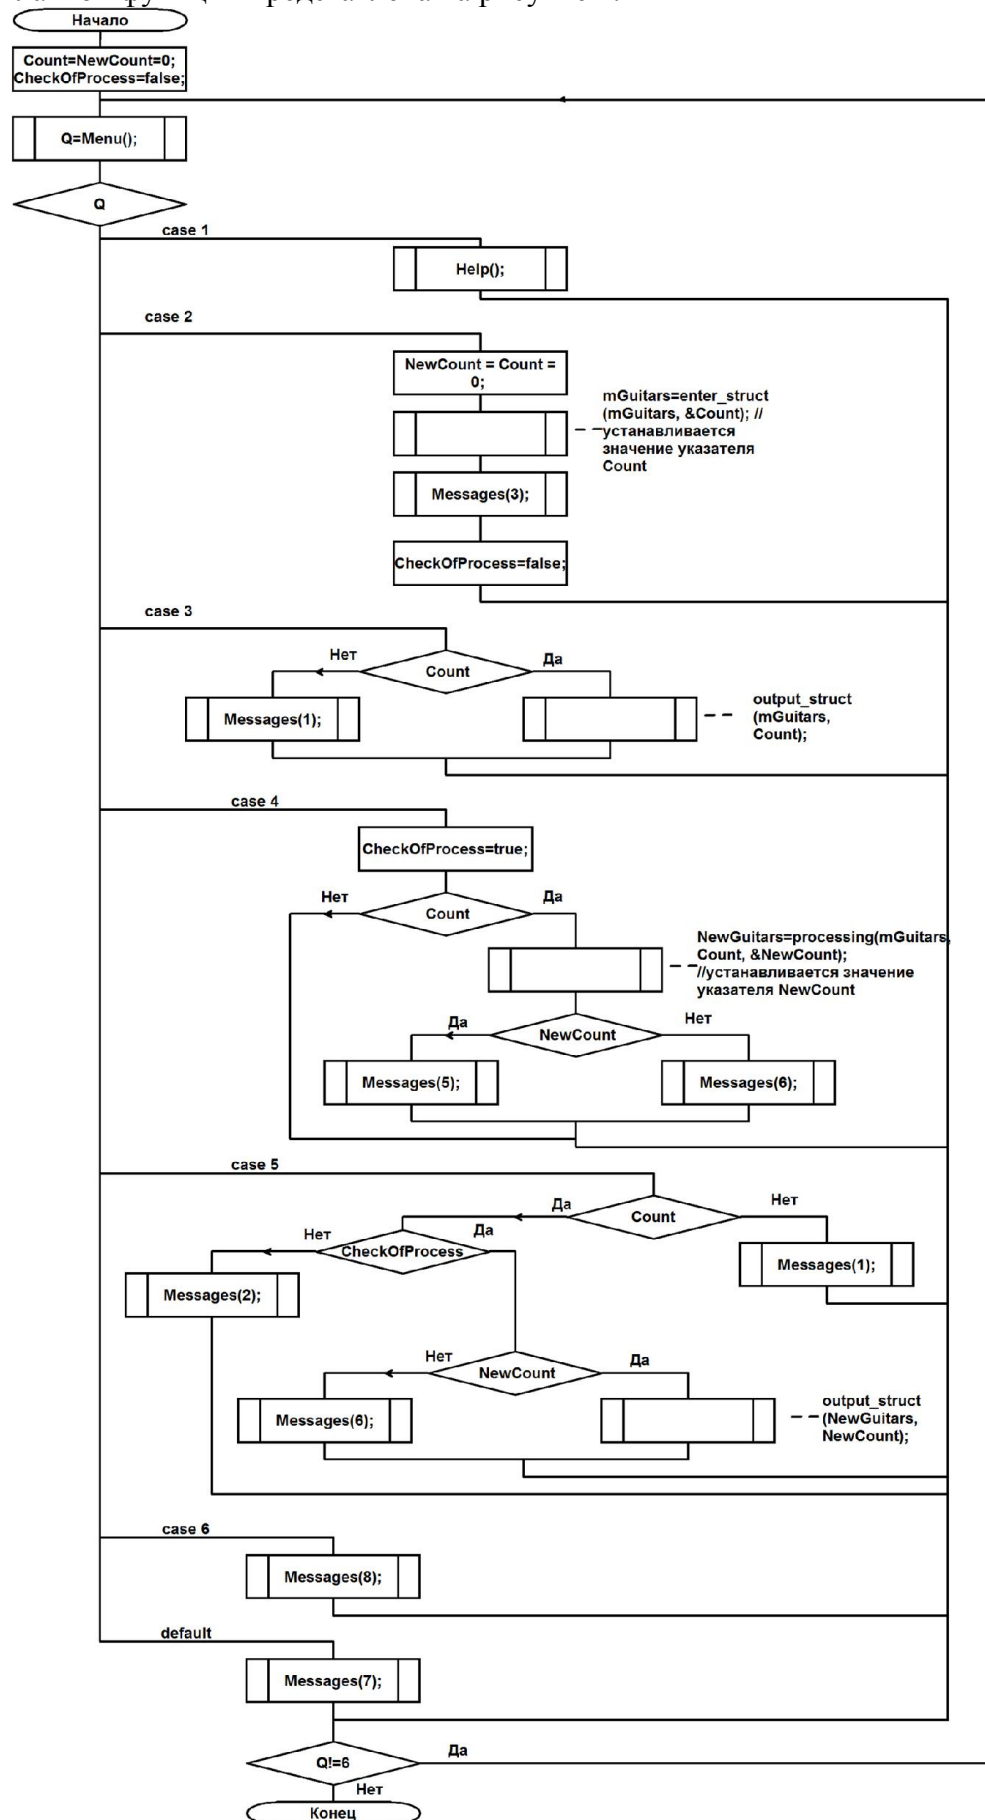 Начало
Count=NewCount=0;
CheckOfProcess=false;
Q=Menu();
Q
case 1
Help();
case 2
NewCount = Count =
0;
mGuitars=enter_struct
(mGuitars, &Count); //
устанавливается
значение указателя
Count
Messages(3);
CheckOfProcess=false;
case 3
Нет
Count
Да
Messages(1);
output_struct
(mGuitars,
Count);
case 4
CheckOfProcess=true;
Нет
Count
Да
NewGuitars=processing(mGuitars,
Count, &NewCount);
//устанавливается значение
указателя NewCount
Да
NewCount
Нет
Messages(5);
Messages(6);
case 5
Да
Count
Нет
Нет
CheckOfProcess
Да
Messages(1);
Messages(2);
Нет
NewCount
Да
Messages(6);
output_struct
(NewGuitars,
NewCount);
case 6
Messages(8);
default
Messages(7);
Q!=6
Да
Нет
Конец